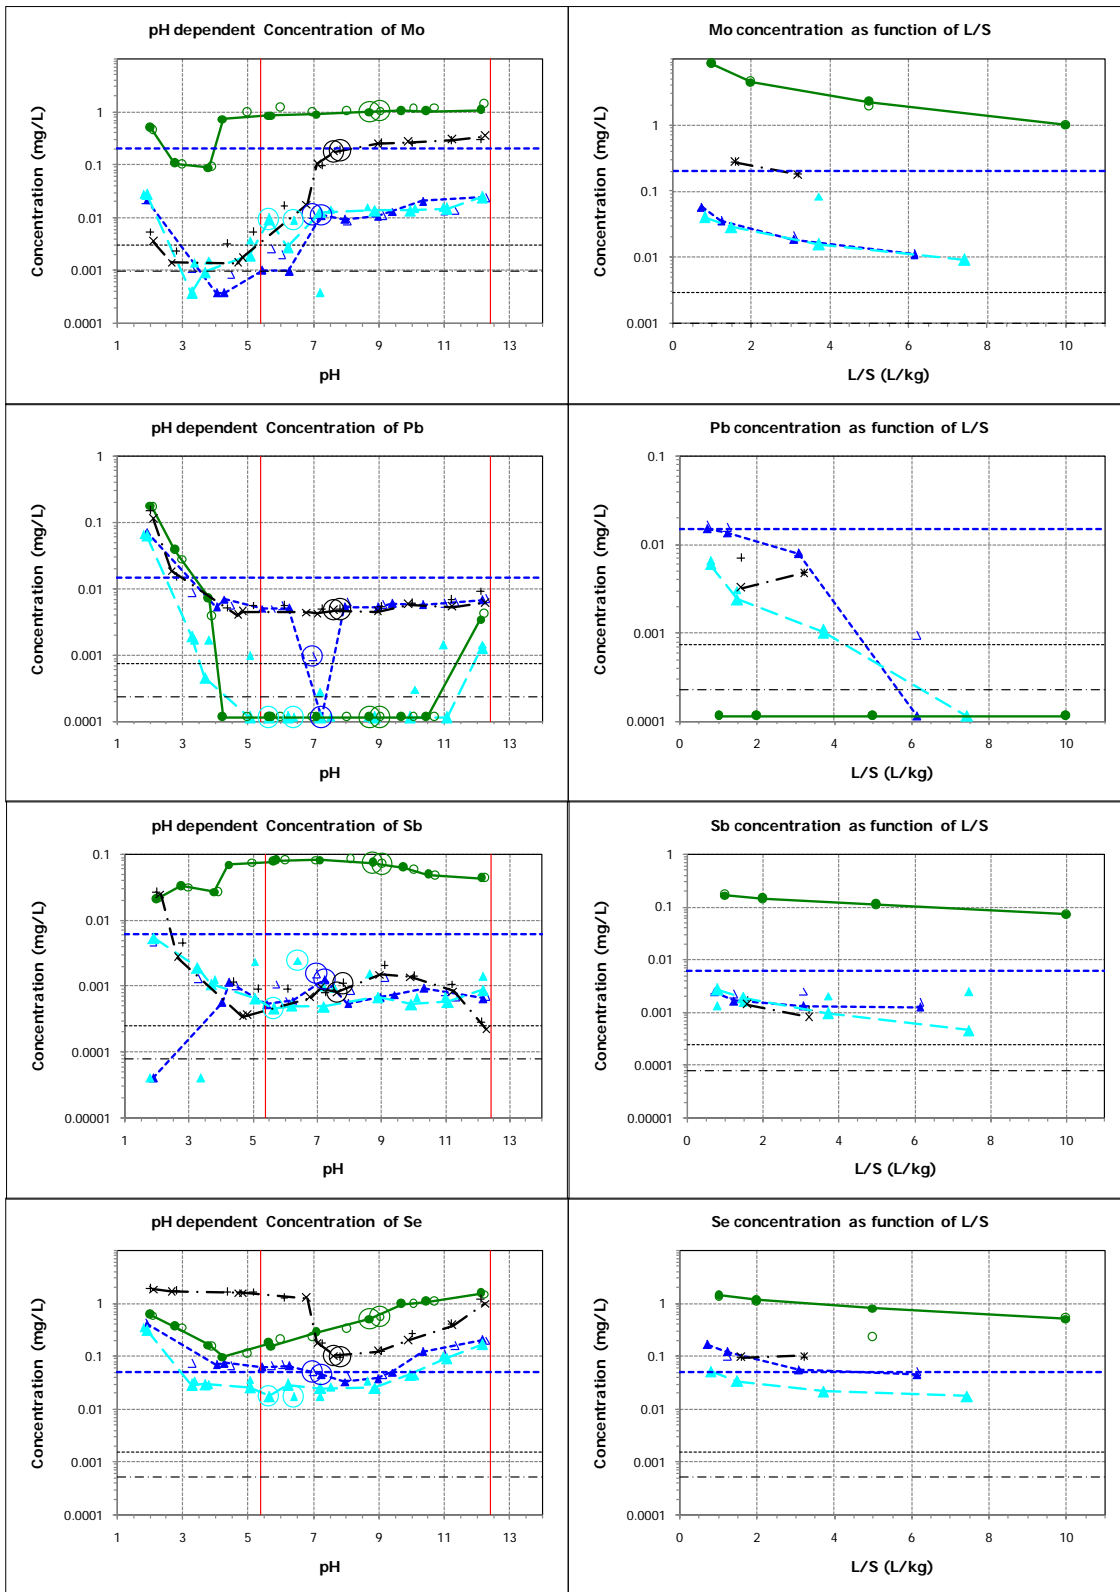 pH dependent Concentration of Mo
Concentration (mg/L)
10
1
0.1
0.01
0.001
0.0001
1 3 5 7 9 11 13
pH
Mo concentration as function of L/S
Concentration (mg/L)
10
1
0.1
0.01
0.001
0 2 4 6 8 10
L/S (L/kg)
pH dependent Concentration of Pb
Concentration (mg/L)
1
0.1
0.01
0.001
0.0001
1 3 5 7 9 11 13
pH
Pb concentration as function of L/S
Concentration (mg/L)
0.1
0.01
0.001
0.0001
0 2 4 6 8 10
L/S (L/kg)
pH dependent Concentration of Sb
Concentration (mg/L)
0.1
0.01
0.001
0.0001
0.00001
1 3 5 7 9 11 13
pH
Sb concentration as function of L/S
Concentration (mg/L)
1
0.1
0.01
0.001
0.0001
0.00001
0 2 4 6 8 10
L/S (L/kg)
pH dependent Concentration of Se
Concentration (mg/L)
10
1
0.1
0.01
0.001
0.0001
1 3 5 7 9 11 13
pH
Se concentration as function of L/S
Concentration (mg/L)
10
1
0.1
0.01
0.001
0.0001
0 2 4 6 8 10
L/S (L/kg)